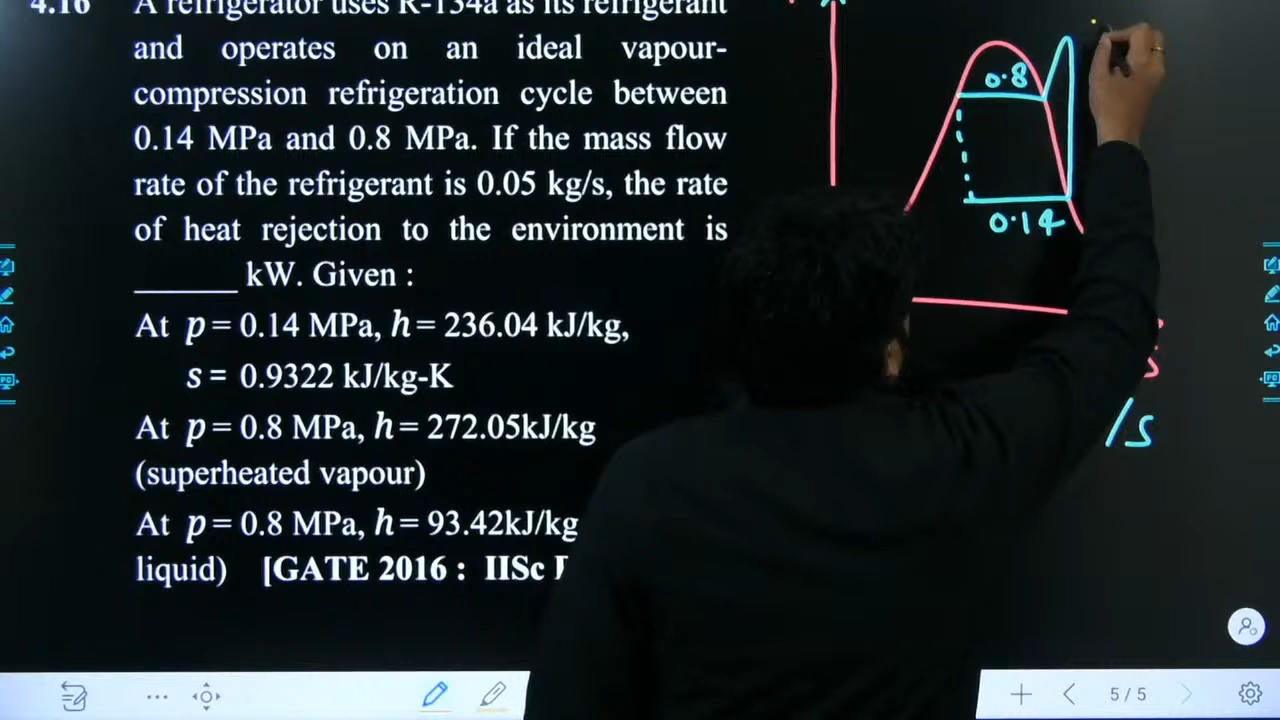 4.16 A refrigerator uses R-134a as its refrigerant
and operates on an ideal vapour-
compression refrigeration cycle between
0.14 MPa and 0.8 MPa. If the mass flow
rate of the refrigerant is 0.05 kg/s, the rate
of heat rejection to the environment is
______ kW. Given :
At p = 0.14 MPa, h = 236.04 kJ/kg,
s = 0.9322 kJ/kg-K
At p = 0.8 MPa, h = 272.05kJ/kg
(superheated vapour)
At p = 0.8 MPa, h = 93.42kJ/kg
liquid) [GATE 2016 : IISc
0.8
0.14
s
/s
5 / 5